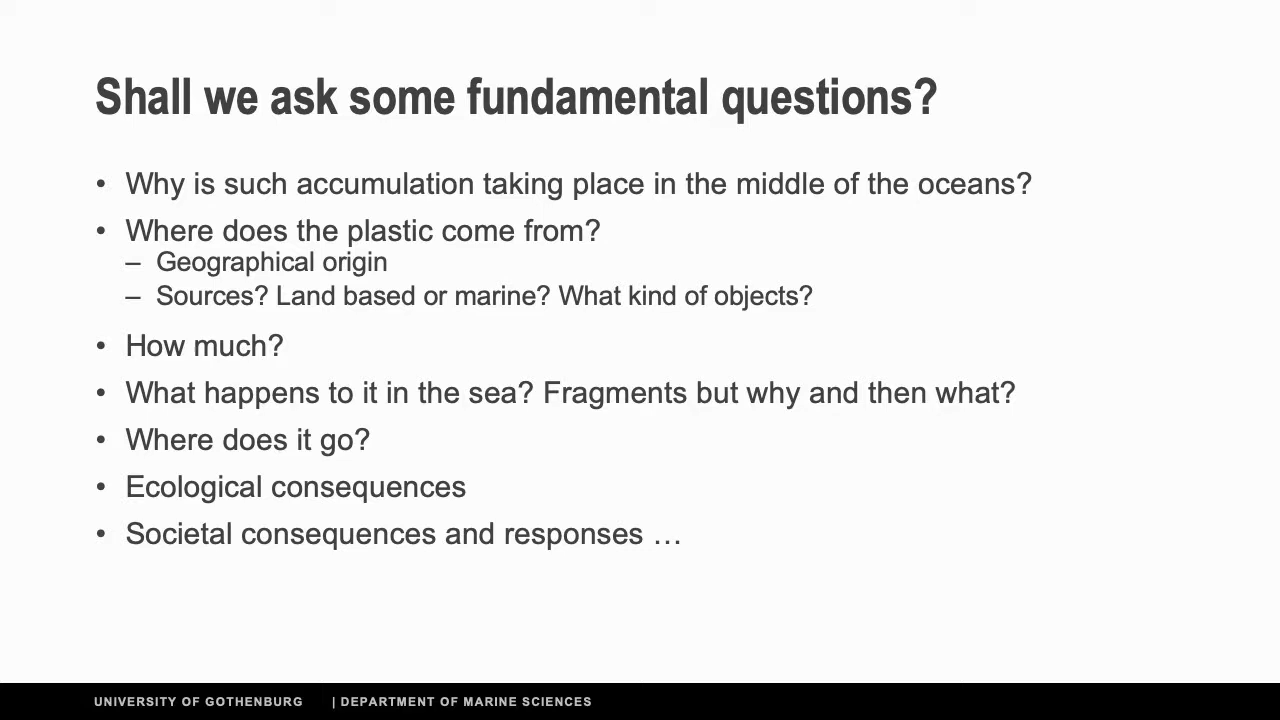 Shall we ask some fundamental questions?
• Why is such accumulation taking place in the middle of the oceans?
• Where does the plastic come from?
– Geographical origin
– Sources? Land based or marine? What kind of objects?
• How much?
• What happens to it in the sea? Fragments but why and then what?
• Where does it go?
• Ecological consequences
• Societal consequences and responses …
UNIVERSITY OF GOTHENBURG | DEPARTMENT OF MARINE SCIENCES